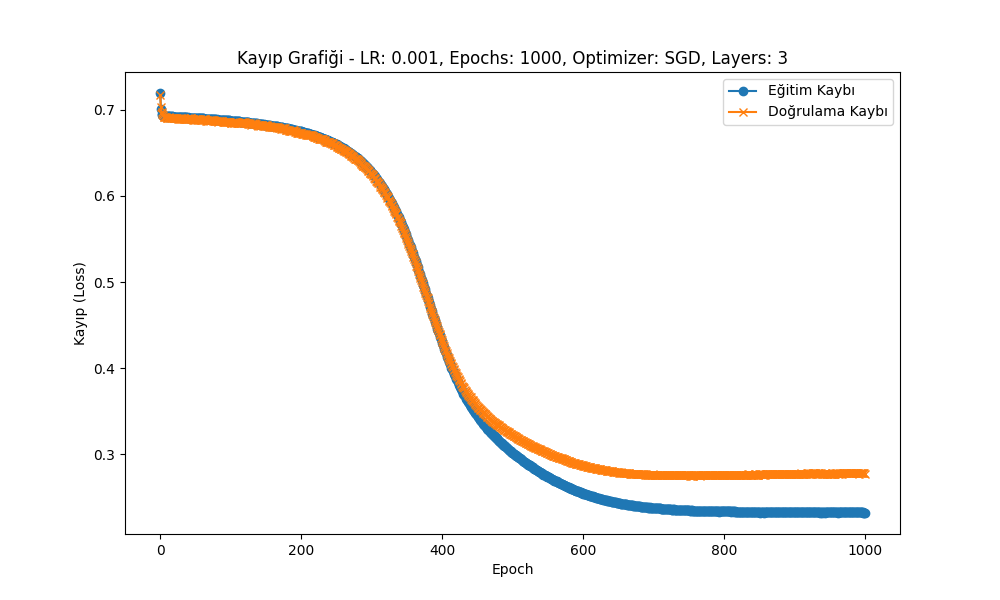 Kayıp Grafiği - LR: 0.001, Epochs: 1000, Optimizer: SGD, Layers: 3
Eğitim Kaybı
Doğrulama Kaybı
Kayıp (Loss)
0.7
0.6
0.5
0.4
0.3
0 200 400 600 800 1000
Epoch